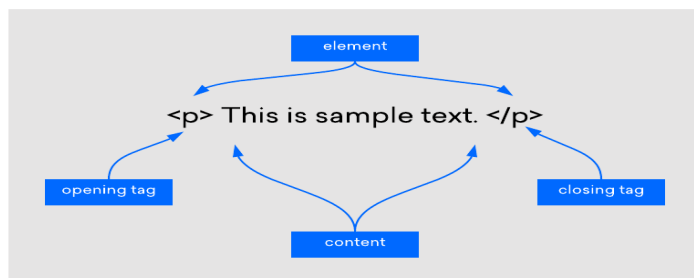 element
<p> This is sample text. </p>
opening tag
closing tag
content